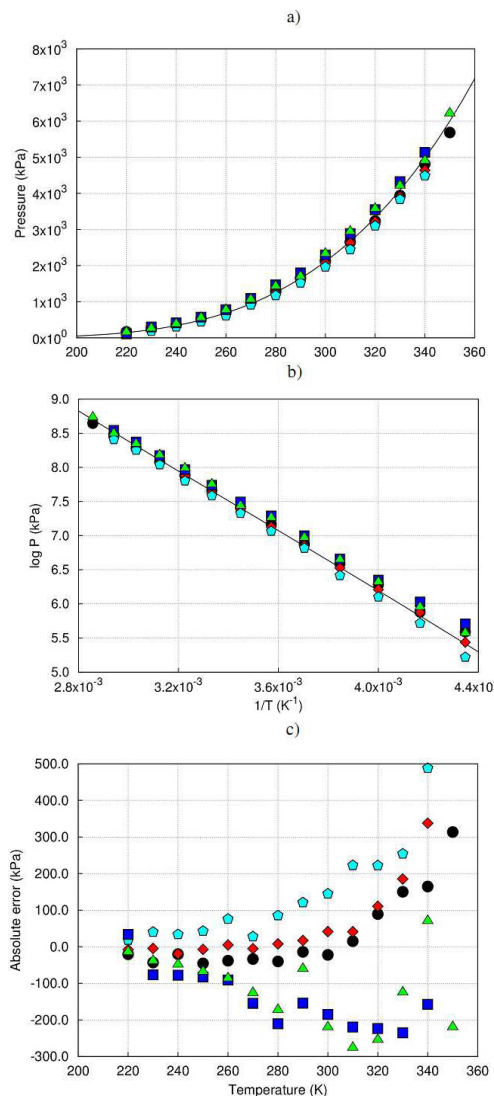 a)
8x10³
7x10³
6x10³
5x10³
4x10³
3x10³
2x10³
1x10³
0x10⁰
Pressure (kPa)
200 220 240 260 280 300 320 340 360
b)
9.0
8.5
8.0
7.5
7.0
6.5
6.0
5.5
5.0
log P (kPa)
2.8x10⁻³ 3.2x10⁻³ 3.6x10⁻³ 4.0x10⁻³ 4.4x10
1/T (K⁻¹)
c)
500.0
400.0
300.0
200.0
100.0
0.0
-100.0
-200.0
-300.0
Absolute error (kPa)
200 220 240 260 280 300 320 340 360
Temperature (K)